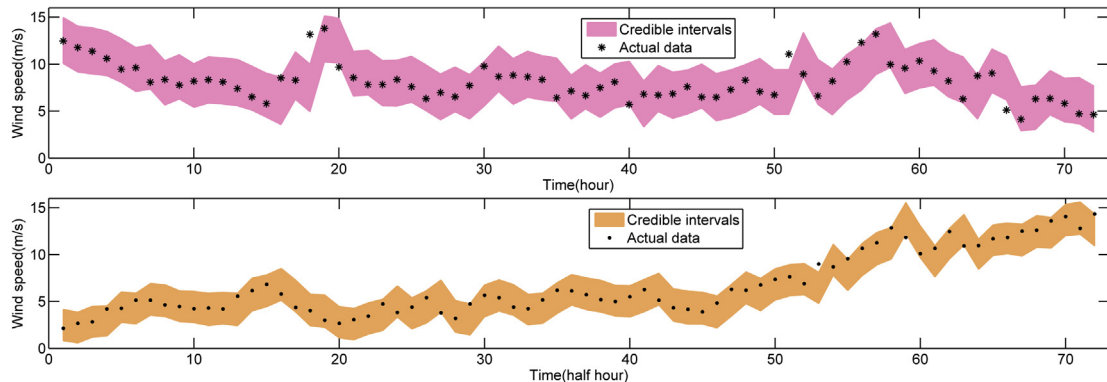 15
10
5
0
Wind speed(m/s)
Credible intervals
Actual data
0 10 20 30 40 50 60 70
Time(hour)
15
10
5
0
Wind speed(m/s)
Credible intervals
Actual data
0 10 20 30 40 50 60 70
Time(half hour)